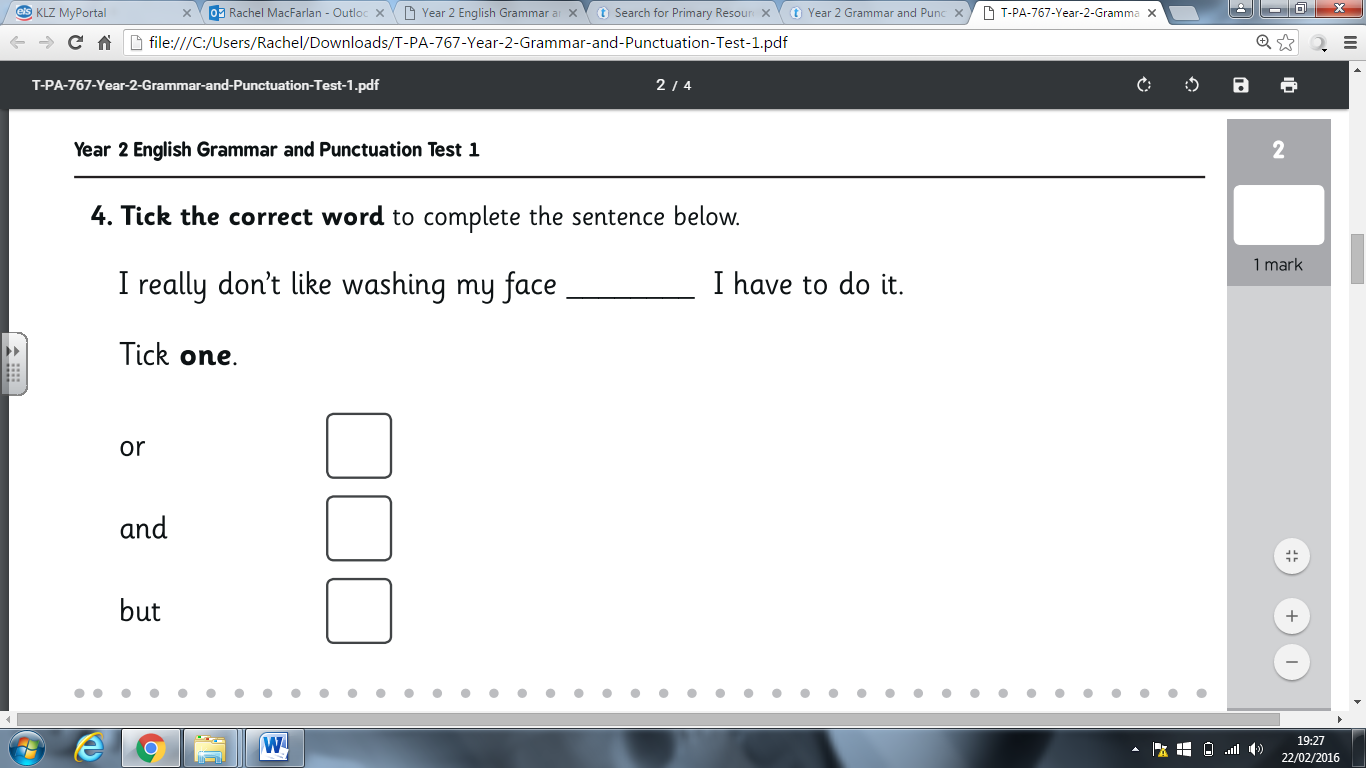 KLZ MyPortal
Rachel MacFarlan - Outloo
Year 2 English Grammar a
Search for Primary Resour
Year 2 Grammar and Punc
T-PA-767-Year-2-Gramma
file:///C:/Users/Rachel/Downloads/T-PA-767-Year-2-Grammar-and-Punctuation-Test-1.pdf
T-PA-767-Year-2-Grammar-and-Punctuation-Test-1.pdf
2 / 4
Year 2 English Grammar and Punctuation Test 1
2
4. Tick the correct word to complete the sentence below.
1 mark
I really don't like washing my face ________ I have to do it.
Tick one.
or
and
but
19:27
22/02/2016